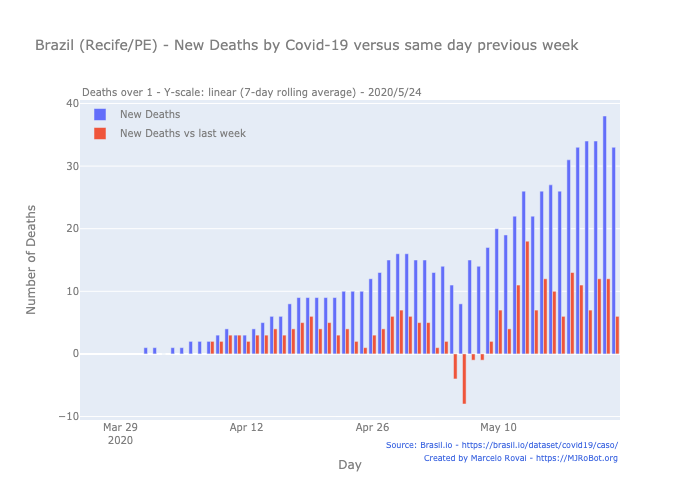 Brazil (Recife/PE) - New Deaths by Covid-19 versus same day previous week
Deaths over 1 - Y-scale: linear (7-day rolling average) - 2020/5/24
New Deaths
New Deaths vs last week
40
30
20
10
0
−10
Number of Deaths
Mar 29
2020
Apr 12
Apr 26
May 10
Day
Source: Brasil.io - https://brasil.io/dataset/covid19/caso/
Created by Marcelo Rovai - https://MJRoBot.org